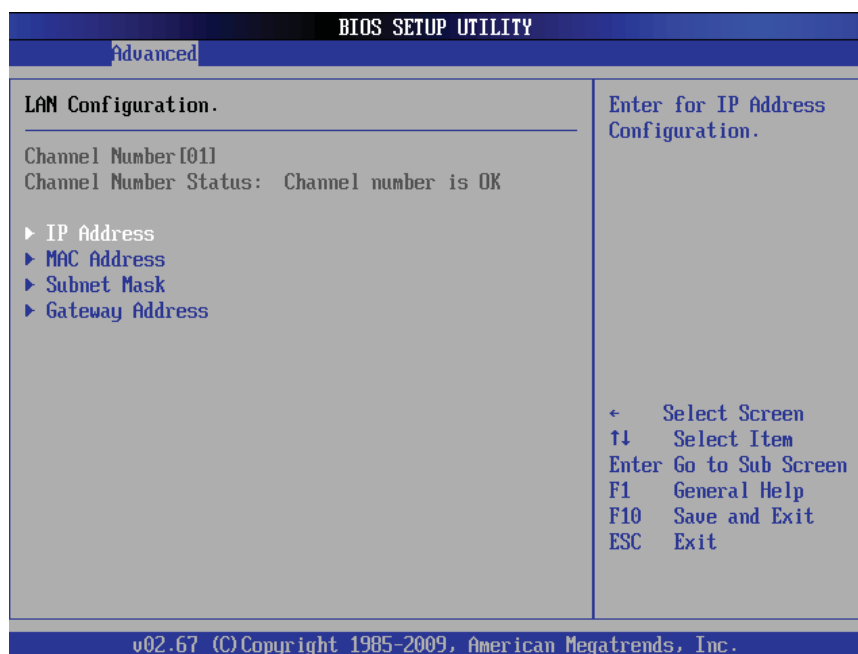 BIOS SETUP UTILITY
Advanced
LAN Configuration.
Channel Number[01]
Channel Number Status: Channel number is OK
▶ IP Address
▶ MAC Address
▶ Subnet Mask
▶ Gateway Address
Enter for IP Address
Configuration.
← Select Screen
↑↓ Select Item
Enter Go to Sub Screen
F1 General Help
F10 Save and Exit
ESC Exit
v02.67 (C)Copyright 1985-2009, American Megatrends, Inc.